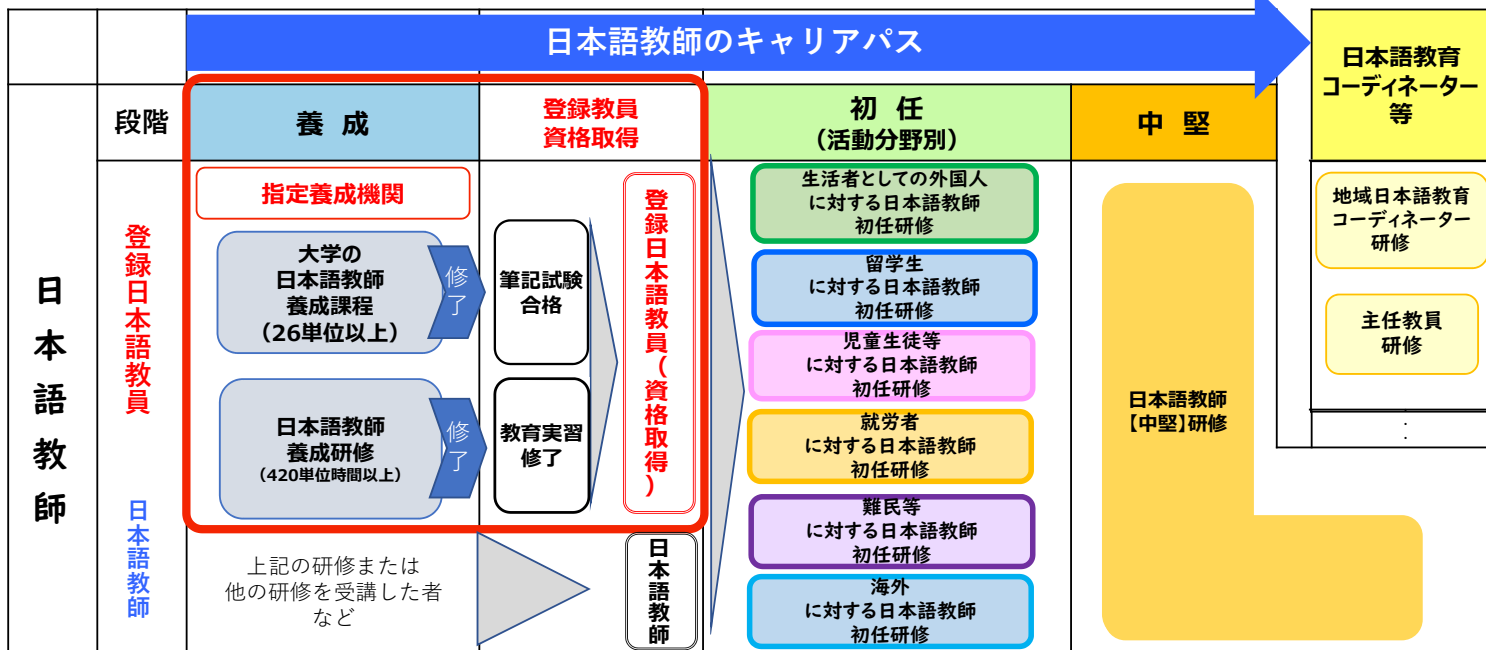 日本語教師のキャリアパス
日本語教育
コーディネーター
等
段階
養 成
登録教員
資格取得
初 任
(活動分野別)
中 堅
日本語教師
登録日本語教員
日本語教師
指定養成機関
大学の
日本語教師
養成課程
(26単位以上)
修了
日本語教師
養成研修
(420単位時間以上)
修了
上記の研修または
他の研修を受講した者
など
筆記試験
合格
教育実習
修了
登録日本語教員(資格取得)
日本語教師
生活者としての外国人
に対する日本語教師
初任研修
留学生
に対する日本語教師
初任研修
児童生徒等
に対する日本語教師
初任研修
就労者
に対する日本語教師
初任研修
難民等
に対する日本語教師
初任研修
海外
に対する日本語教師
初任研修
日本語教師
【中堅】研修
地域日本語教育
コーディネーター
研修
主任教員
研修
: